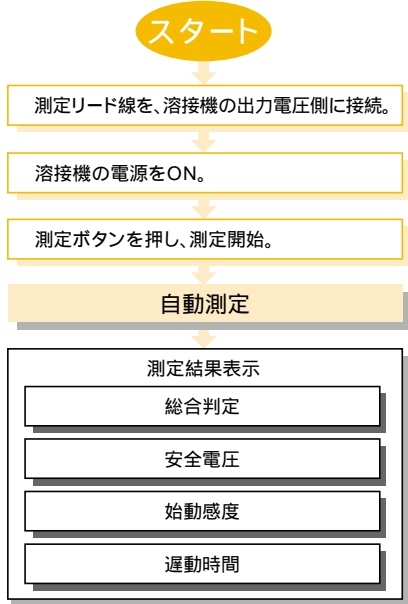 スタート
測定リード線を、溶接機の出力電圧側に接続。
溶接機の電源をON。
測定ボタンを押し、測定開始。
自動測定
測定結果表示
総合判定
安全電圧
始動感度
遅動時間